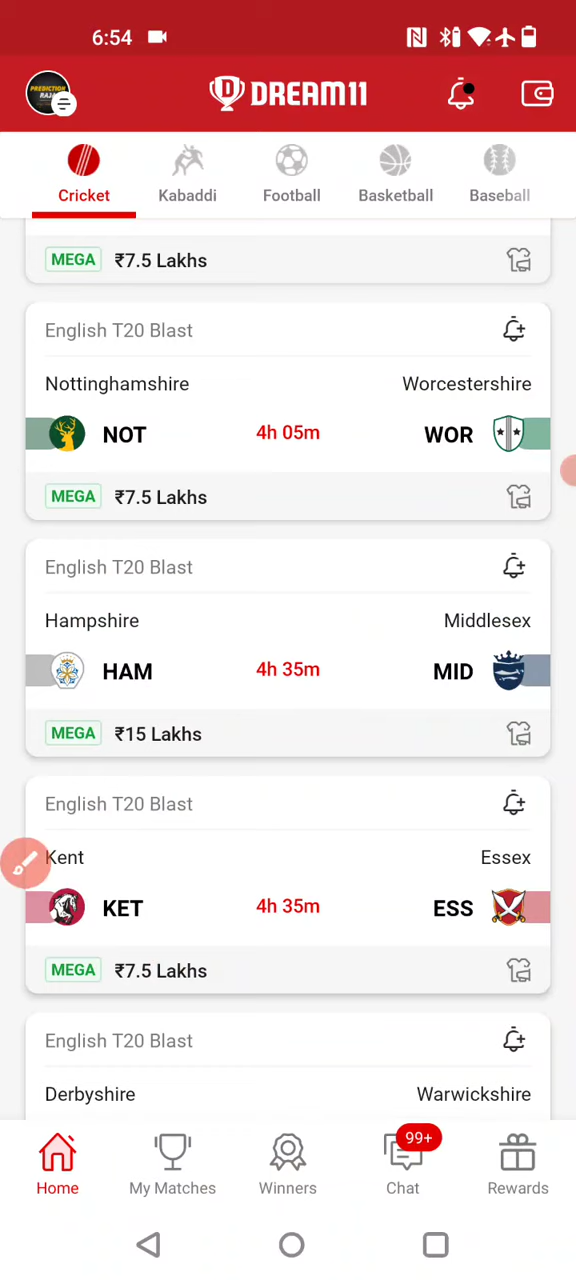 6:54
PREDICTION
DREAM11
Cricket
Kabaddi
Football
Basketball
Baseball
MEGA ₹7.5 Lakhs
English T20 Blast
Nottinghamshire Worcestershire
NOT 4h 05m WOR
MEGA ₹7.5 Lakhs
English T20 Blast
Hampshire Middlesex
HAM 4h 35m MID
MEGA ₹15 Lakhs
English T20 Blast
Kent Essex
KET 4h 35m ESS
MEGA ₹7.5 Lakhs
English T20 Blast
Derbyshire Warwickshire
99+
Home
My Matches
Winners
Chat
Rewards